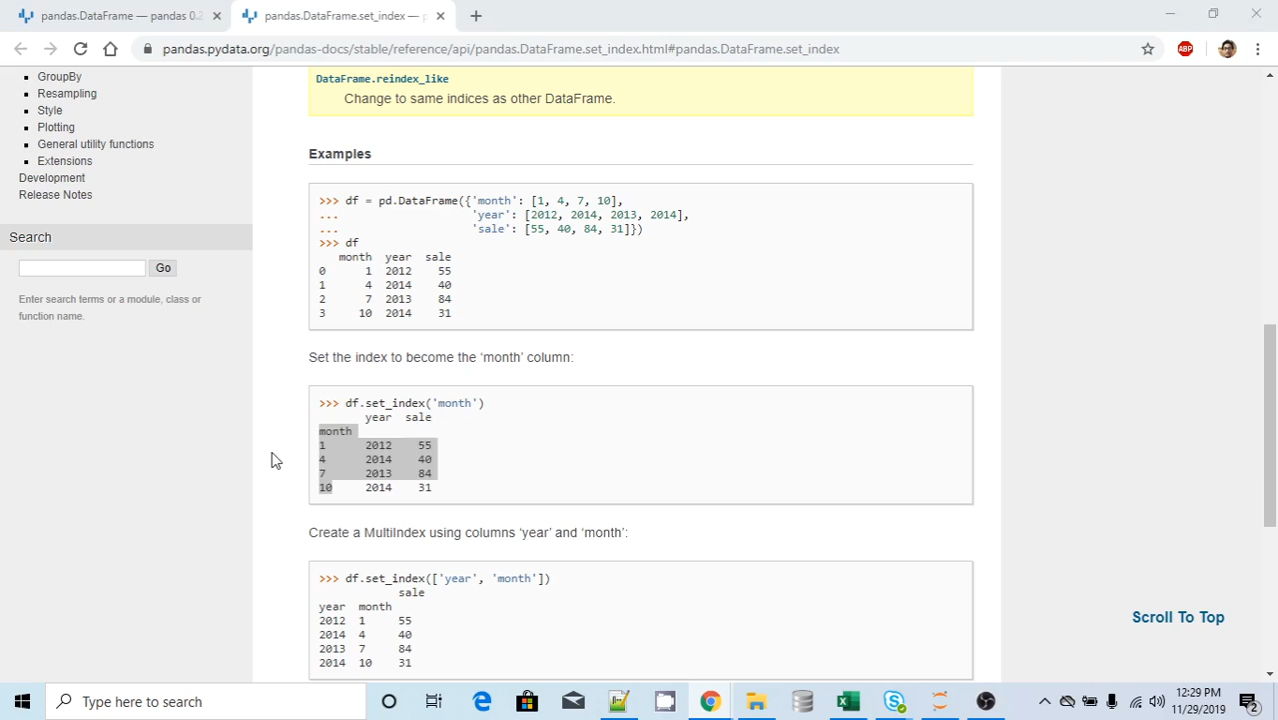 pandas.DataFrame — pandas 0.2
pandas.DataFrame.set_index —
pandas.pydata.org/pandas-docs/stable/reference/api/pandas.DataFrame.set_index.html#pandas.DataFrame.set_index
ABP
GroupBy
Resampling
Style
Plotting
General utility functions
Extensions
Development
Release Notes
Search
Go
Enter search terms or a module, class or
function name.
DataFrame.reindex_like
Change to same indices as other DataFrame.
Examples
>>> df = pd.DataFrame({'month': [1, 4, 7, 10],
... 'year': [2012, 2014, 2013, 2014],
... 'sale': [55, 40, 84, 31]})
>>> df
month year sale
0 1 2012 55
1 4 2014 40
2 7 2013 84
3 10 2014 31
Set the index to become the ‘month’ column:
>>> df.set_index('month')
year sale
month
1 2012 55
4 2014 40
7 2013 84
10 2014 31
Create a MultiIndex using columns ‘year’ and ‘month’:
>>> df.set_index(['year', 'month'])
sale
year month
2012 1 55
2014 4 40
2013 7 84
2014 10 31
Scroll To Top
Type here to search
12:29 PM
11/29/2019
2